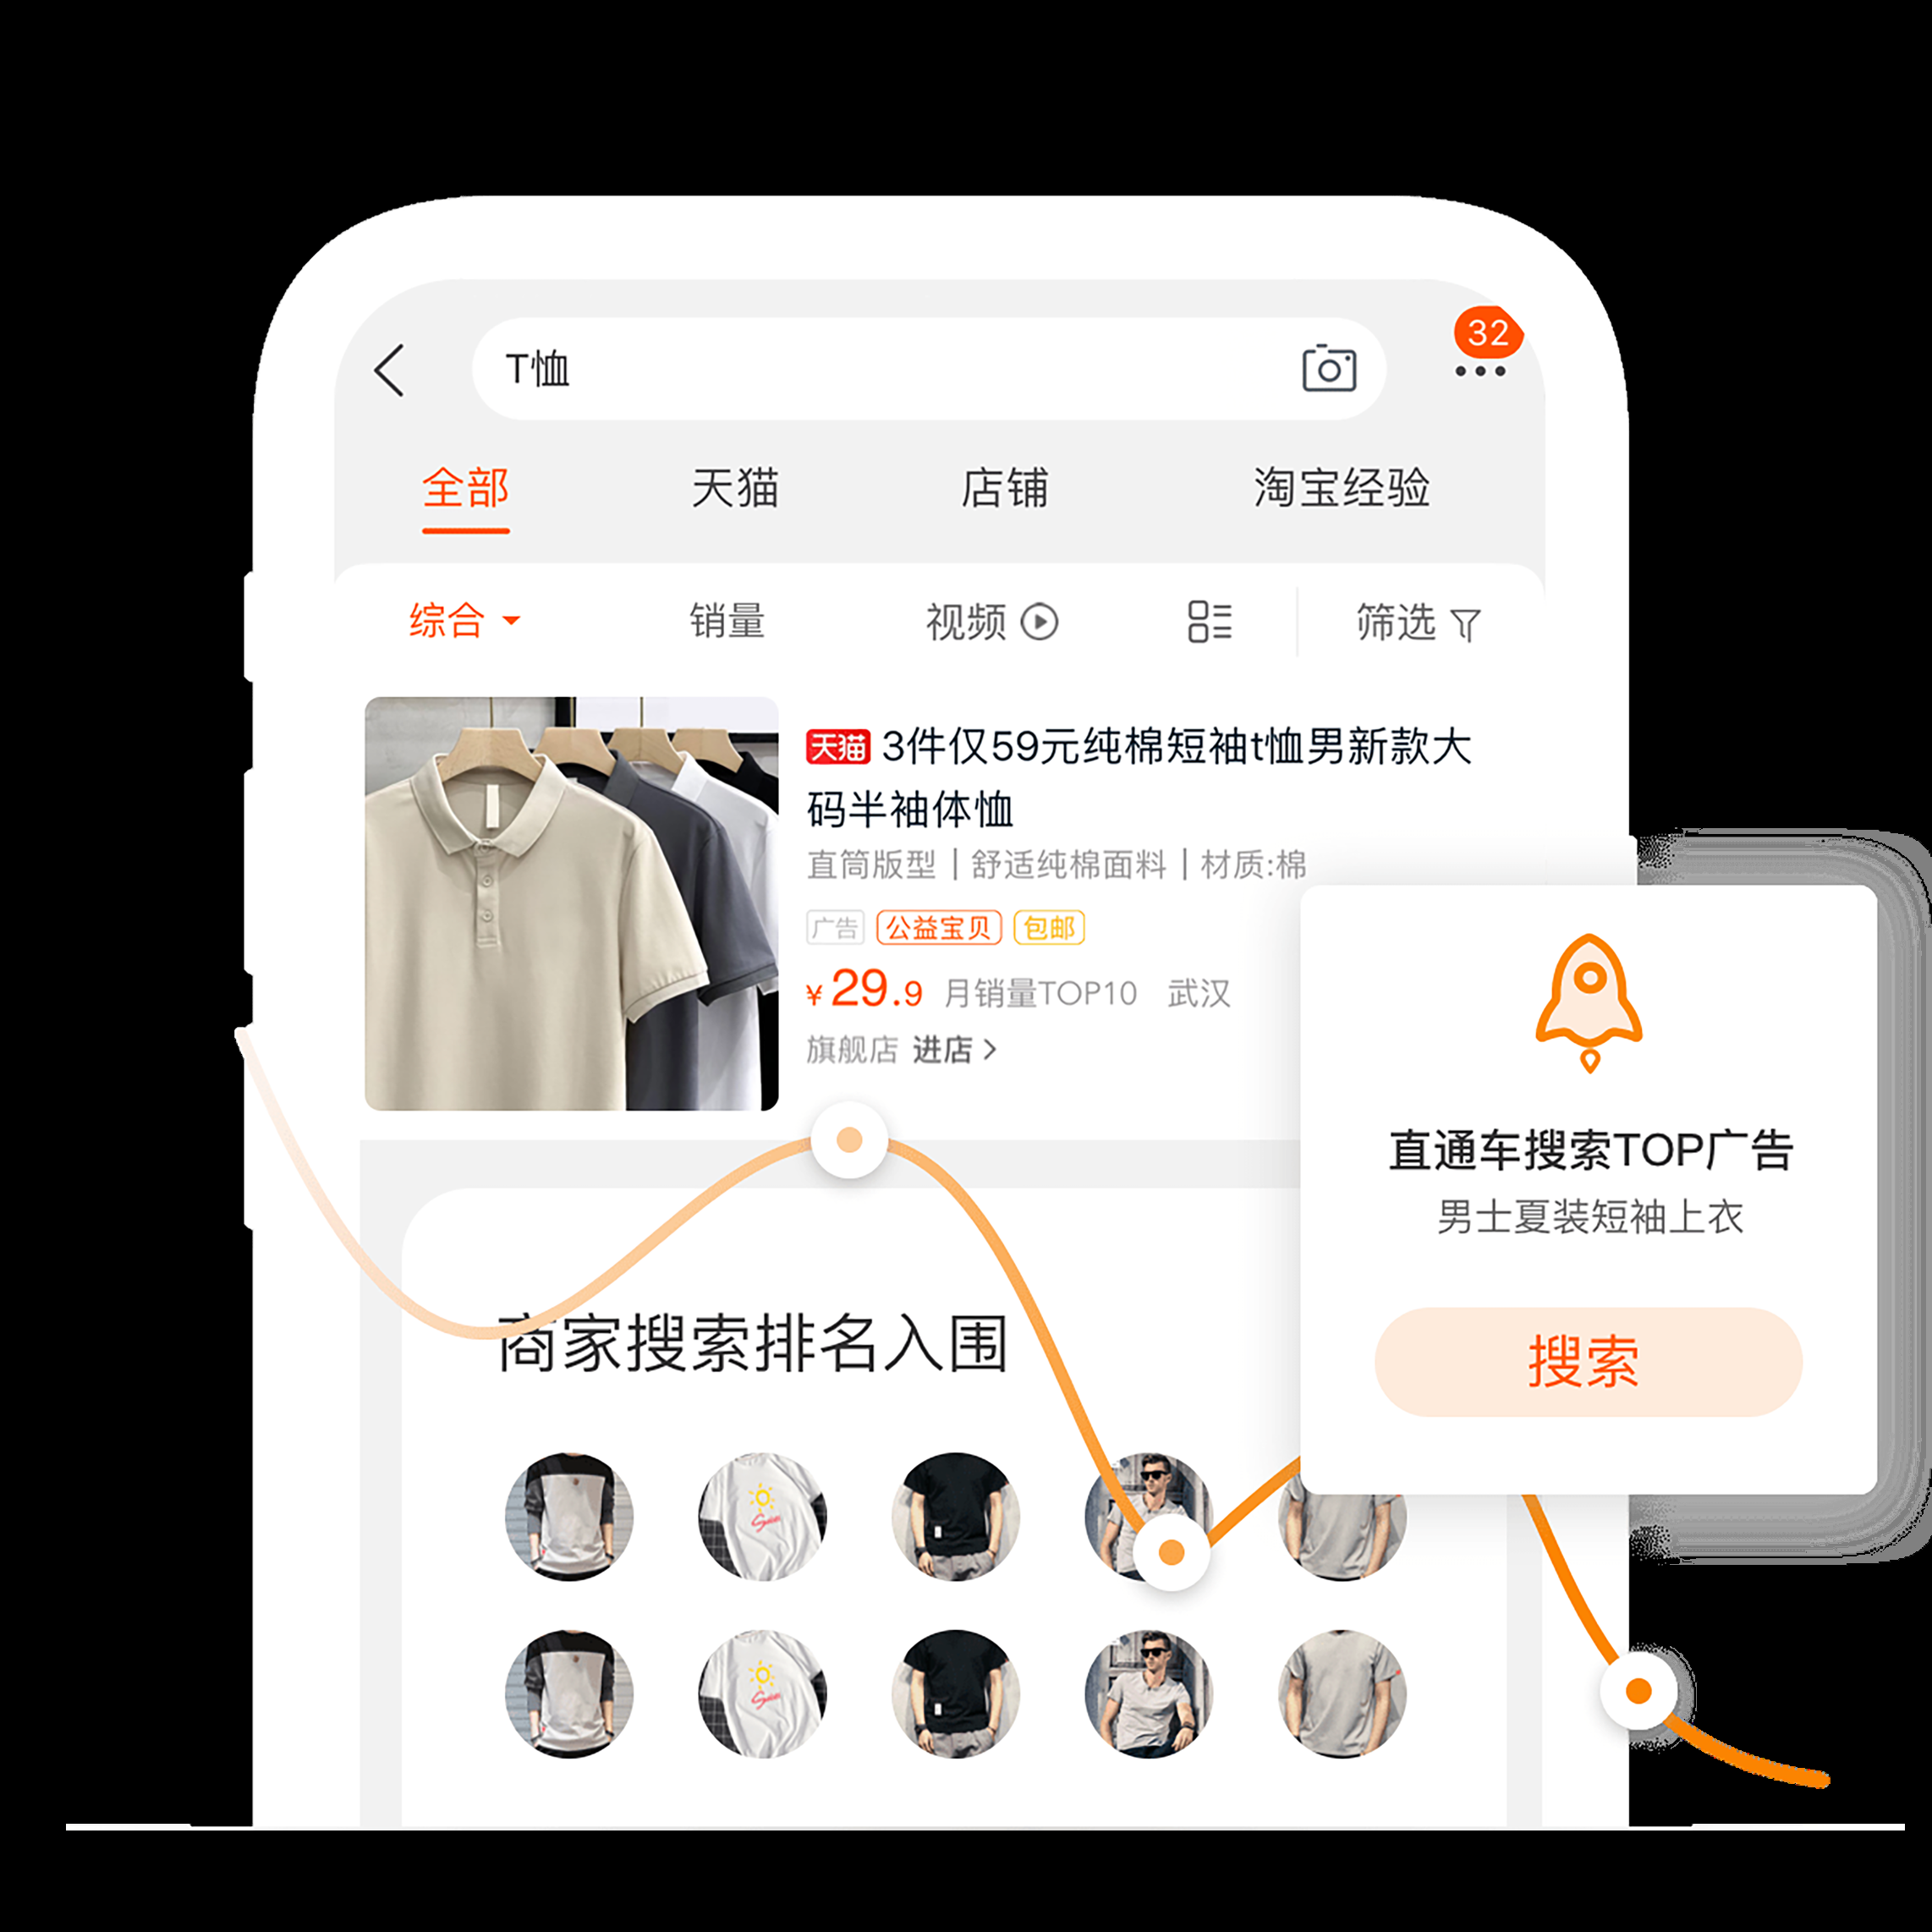 T恤
32
全部 天猫 店铺 淘宝经验
综合 销量 视频 筛选
天猫 3件仅59元纯棉短袖t恤男新款大
码半袖体恤
直筒版型 | 舒适纯棉面料 | 材质:棉
广告 公益宝贝 包邮
¥29.9 月销量TOP10 武汉
旗舰店 进店
直通车搜索TOP广告
男士夏装短袖上衣
搜索
商家搜索排名入围